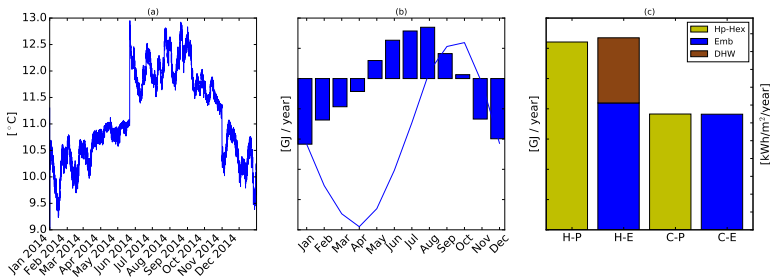 (a)
[°C]
13.0
12.5
12.0
11.5
11.0
10.5
10.0
9.5
9.0
Jan 2014
Feb 2014
Mar 2014
Apr 2014
May 2014
Jun 2014
Jul 2014
Aug 2014
Sep 2014
Oct 2014
Nov 2014
Dec 2014
(b)
[GJ / year]
Jan
Feb
Mar
Apr
May
Jun
Jul
Aug
Sep
Oct
Nov
Dec
(c)
[GJ / year]
Hp-Hex
Emb
DHW
H-P
H-E
C-P
C-E
[kWh/m²/year]